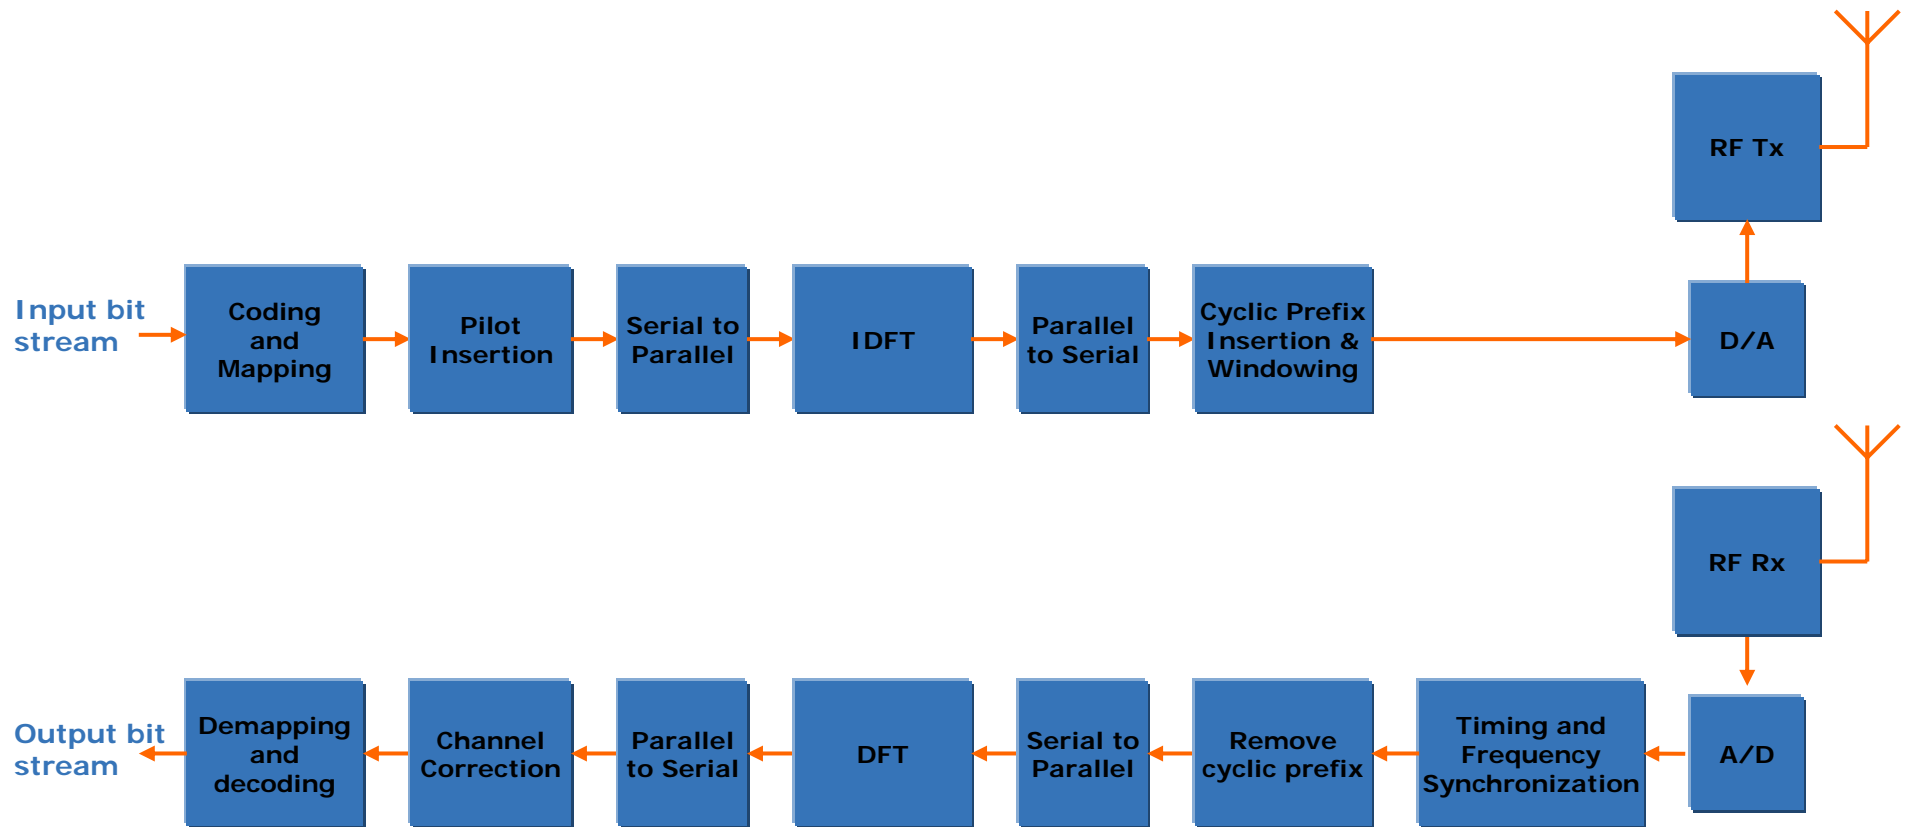 RF Tx
Input bit
stream
Coding
and
Mapping
Pilot
Insertion
Serial to
Parallel
IDFT
Parallel
to Serial
Cyclic Prefix
Insertion &
Windowing
D/A
RF Rx
Output bit
stream
Demapping
and
decoding
Channel
Correction
Parallel
to Serial
DFT
Serial to
Parallel
Remove
cyclic prefix
Timing and
Frequency
Synchronization
A/D